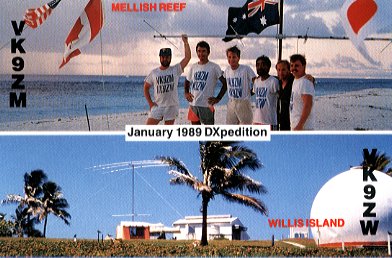 MELLISH REEF
VK9ZM
January 1989 DXpedition
VK9ZW
WILLIS ISLAND